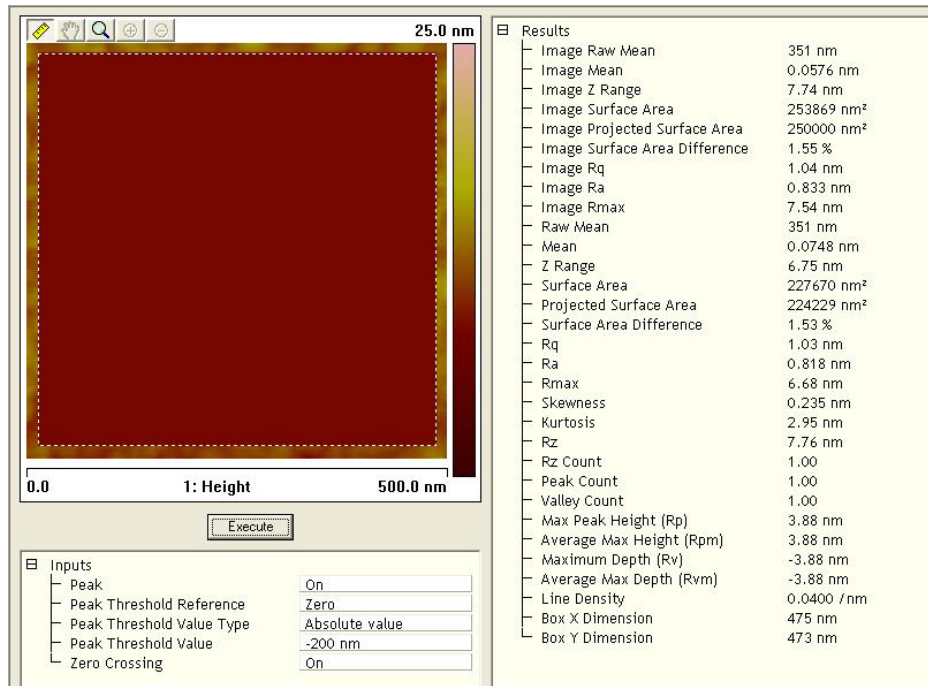 25.0 nm
0.0 1: Height 500.0 nm
Execute
Inputs
Peak On
Peak Threshold Reference Zero
Peak Threshold Value Type Absolute value
Peak Threshold Value -200 nm
Zero Crossing On
Results
Image Raw Mean 351 nm
Image Mean 0.0576 nm
Image Z Range 7.74 nm
Image Surface Area 253869 nm²
Image Projected Surface Area 250000 nm²
Image Surface Area Difference 1.55 %
Image Rq 1.04 nm
Image Ra 0.833 nm
Image Rmax 7.54 nm
Raw Mean 351 nm
Mean 0.0748 nm
Z Range 6.75 nm
Surface Area 227670 nm²
Projected Surface Area 224229 nm²
Surface Area Difference 1.53 %
Rq 1.03 nm
Ra 0.818 nm
Rmax 6.68 nm
Skewness 0.235 nm
Kurtosis 2.95 nm
Rz 7.76 nm
Rz Count 1.00
Peak Count 1.00
Valley Count 1.00
Max Peak Height (Rp) 3.88 nm
Average Max Height (Rpm) 3.88 nm
Maximum Depth (Rv) -3.88 nm
Average Max Depth (Rvm) -3.88 nm
Line Density 0.0400 /nm
Box X Dimension 475 nm
Box Y Dimension 473 nm